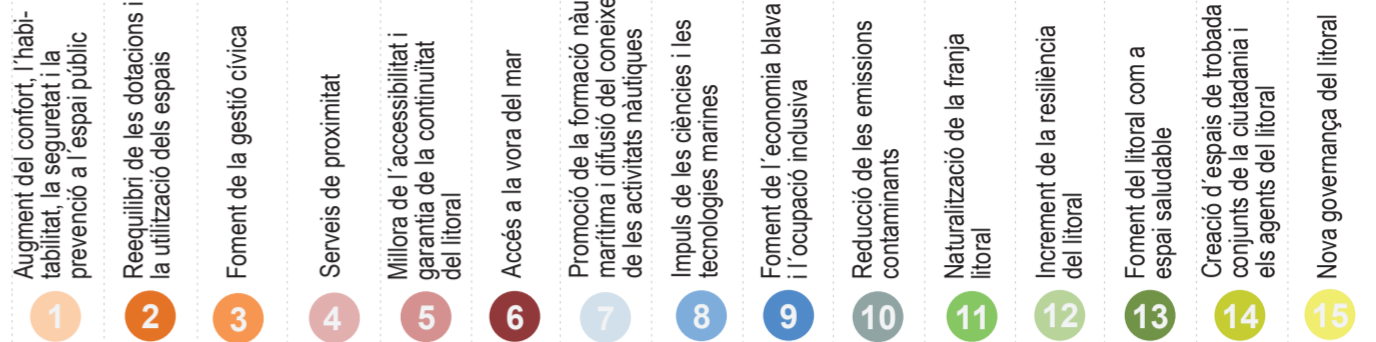 Augment del confort, l´habi-
tabilitat, la seguretat i la
prevenció a l´espai públic
1
Reequilibri de les dotacions i
la utilització dels espais
2
Foment de la gestió cívica
3
Serveis de proximitat
4
Millora de l´accessibilitat i
garantia de la continuïtat
del litoral
5
Accés a la vora del mar
6
Promoció de la formació
marítima i difusió del
de les activitats nàutiques
7
Impuls de les ciències i les
tecnologies marines
8
Foment de l´economia blava
i l´ocupació inclusiva
9
Reducció de les emissions
contaminants
10
Naturalització de la franja
litoral
11
Increment de la resiliència
del litoral
12
Foment del litoral com a
espai saludable
13
Creació d´espais de trobada
conjunts de la ciutadania i
els agents del litoral
14
Nova governança del litoral
15